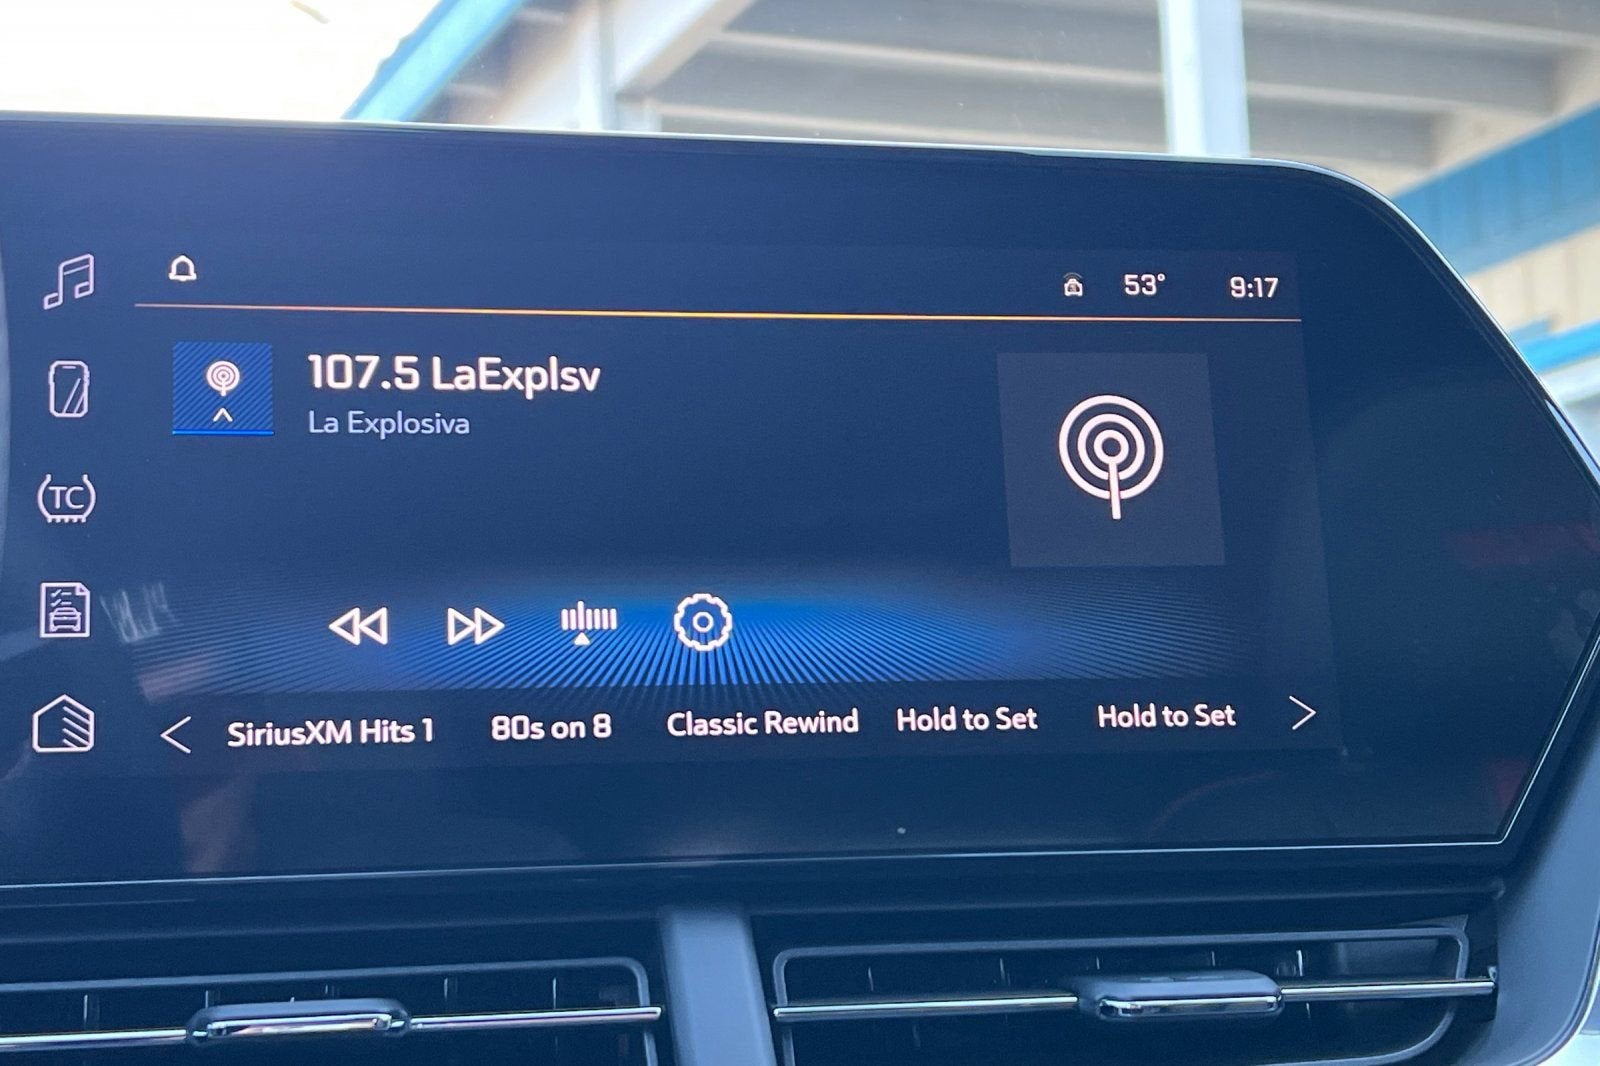 53° 9:17
107.5 LaExplsv
La Explosiva
TC
SiriusXM Hits 1 80s on 8 Classic Rewind Hold to Set Hold to Set